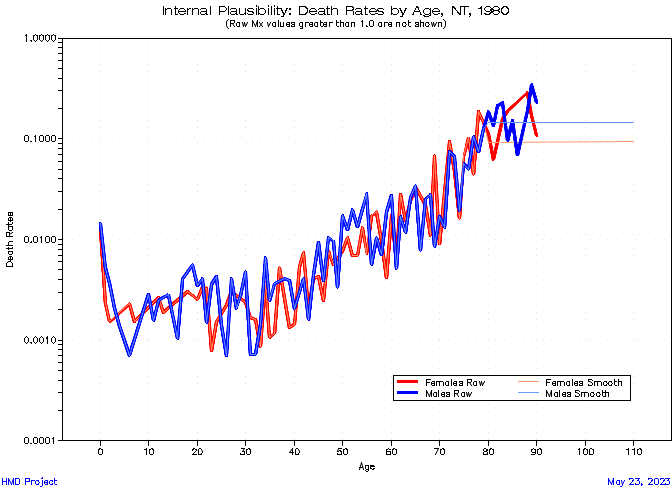 Internal Plausibility: Death Rates by Age, NT, 1980
(Raw Mx values greater than 1.0 are not shown)
1.0000
0.1000
0.0100
0.0010
0.0001
Death Rates
0 10 20 30 40 50 60 70 80 90 100 110
Age
Females Raw Females Smooth
Males Raw Males Smooth
HMD Project May 23, 2023